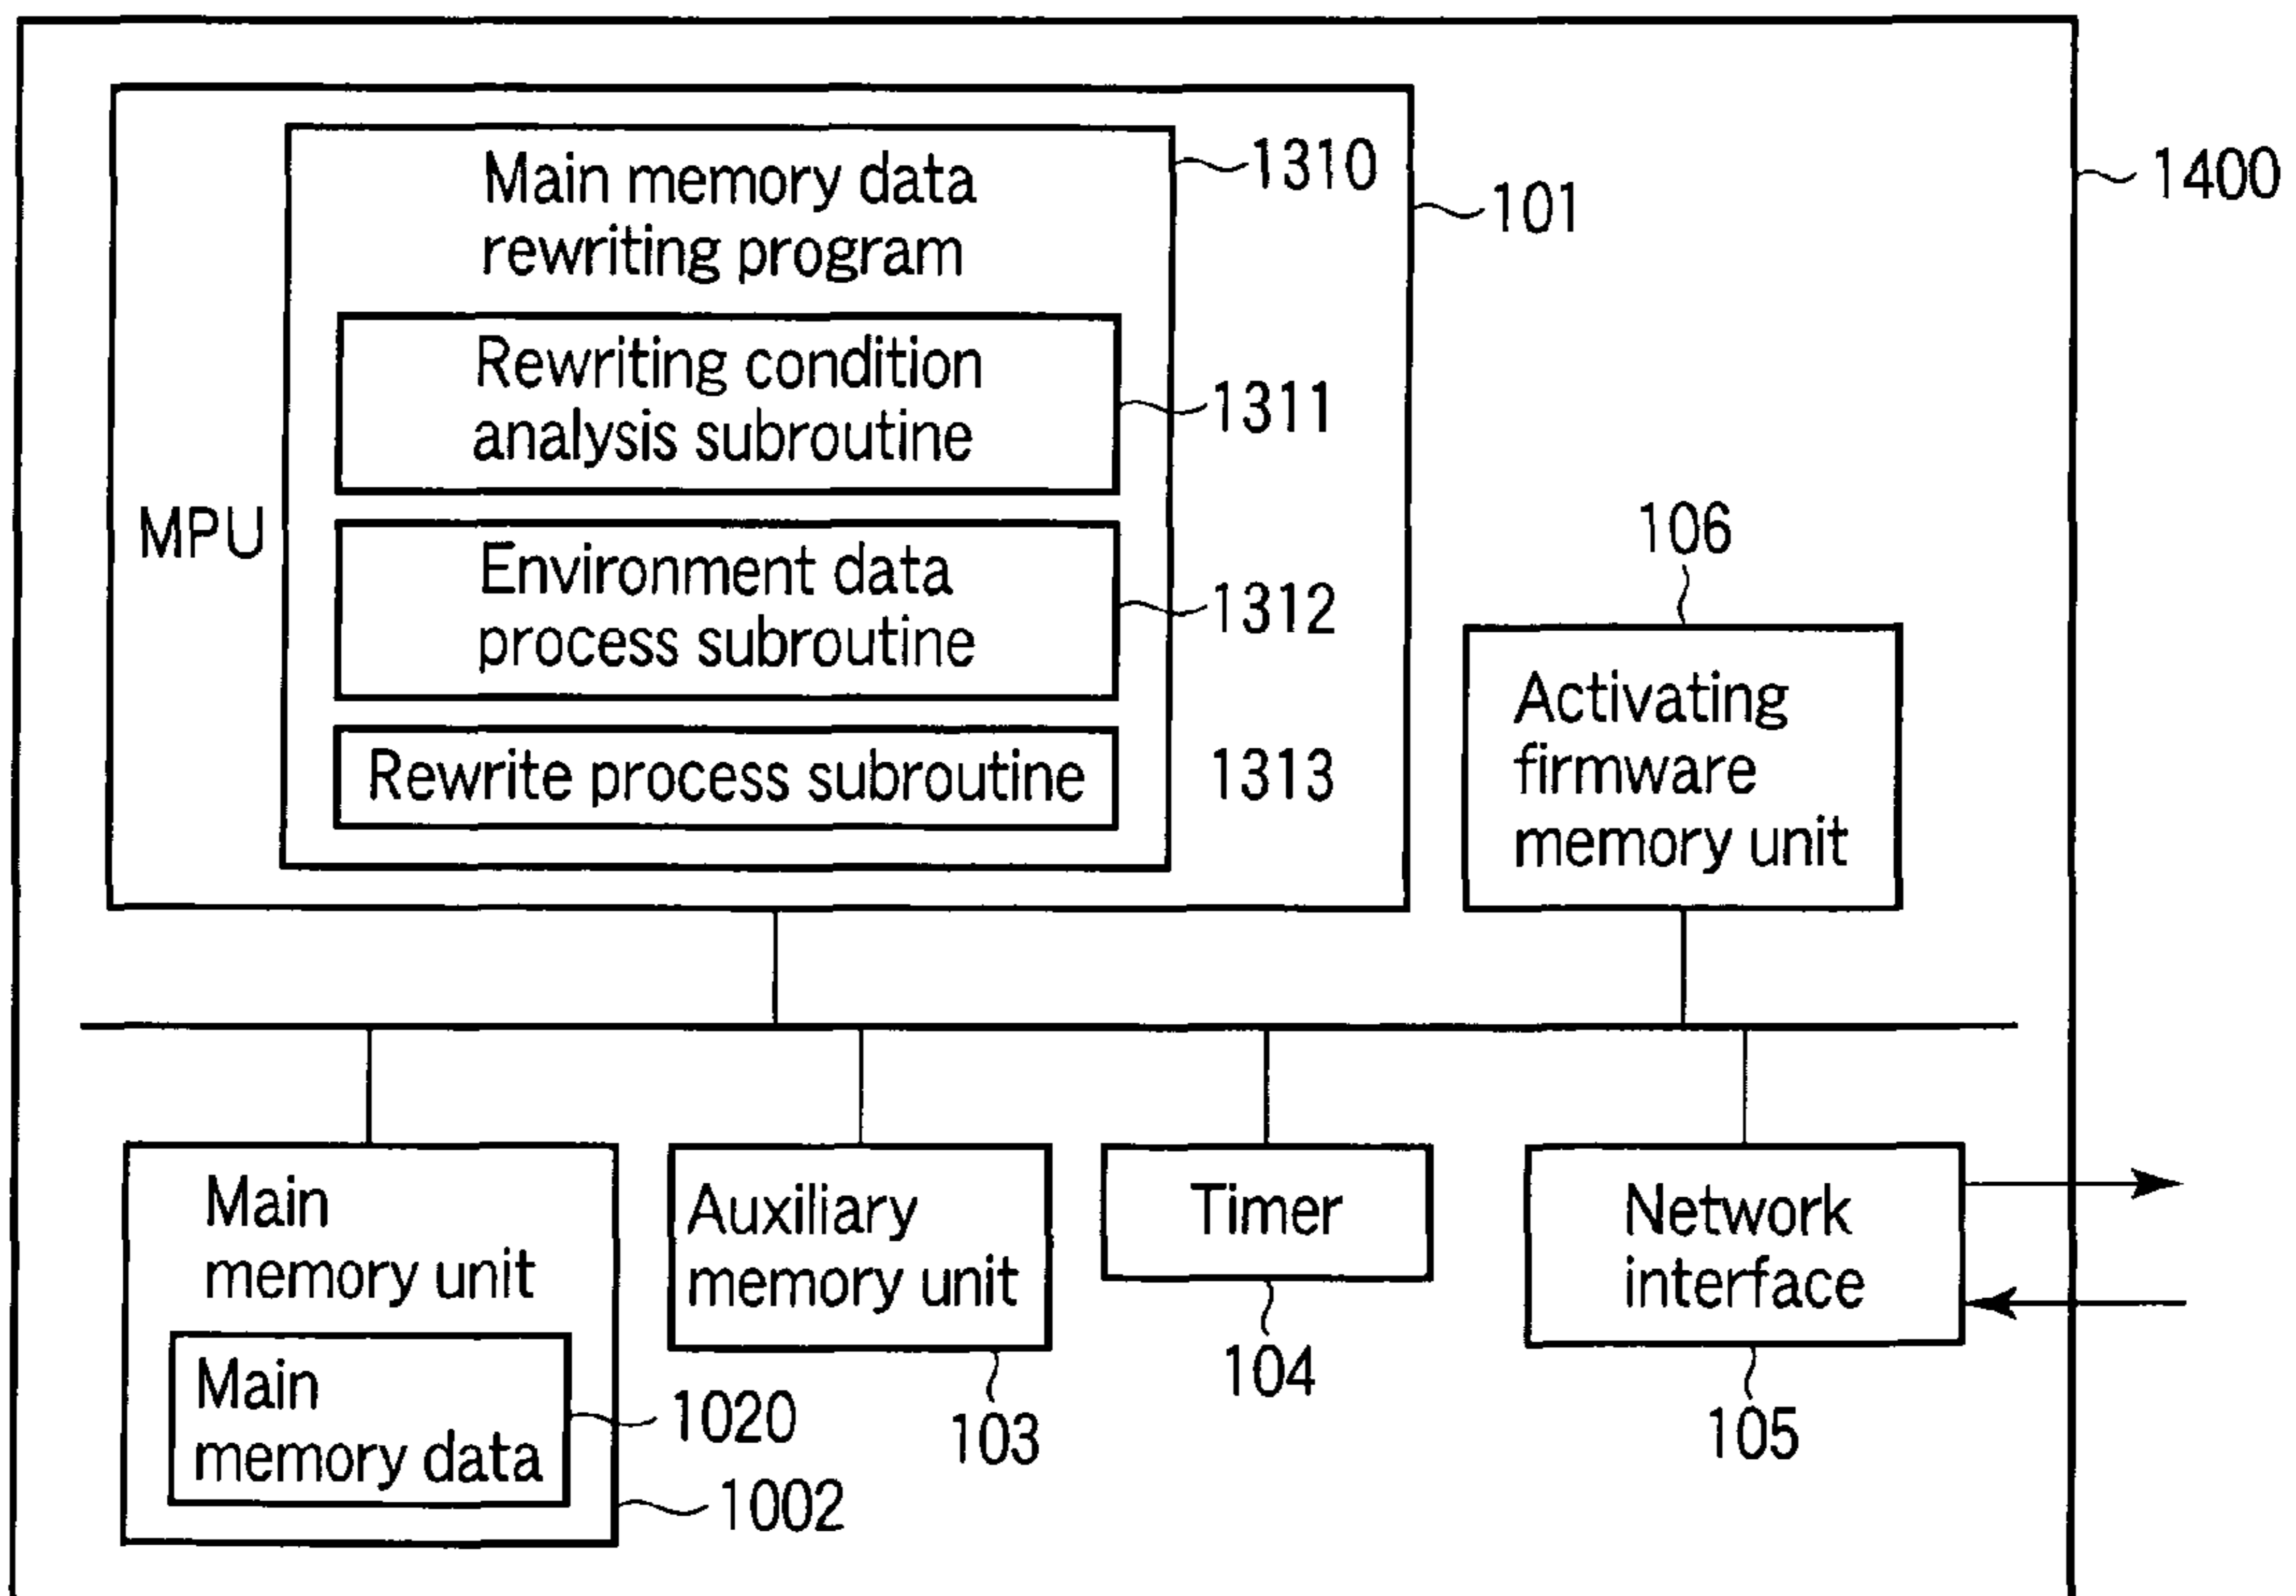 Main memory data
rewriting program
1310
101
1400
Rewriting condition
analysis subroutine
1311
MPU
Environment data
process subroutine
1312
106
Rewrite process subroutine
1313
Activating
firmware
memory unit
Main
memory unit
Auxiliary
memory unit
Timer
Network
interface
104
Main
memory data
1020
103
105
1002